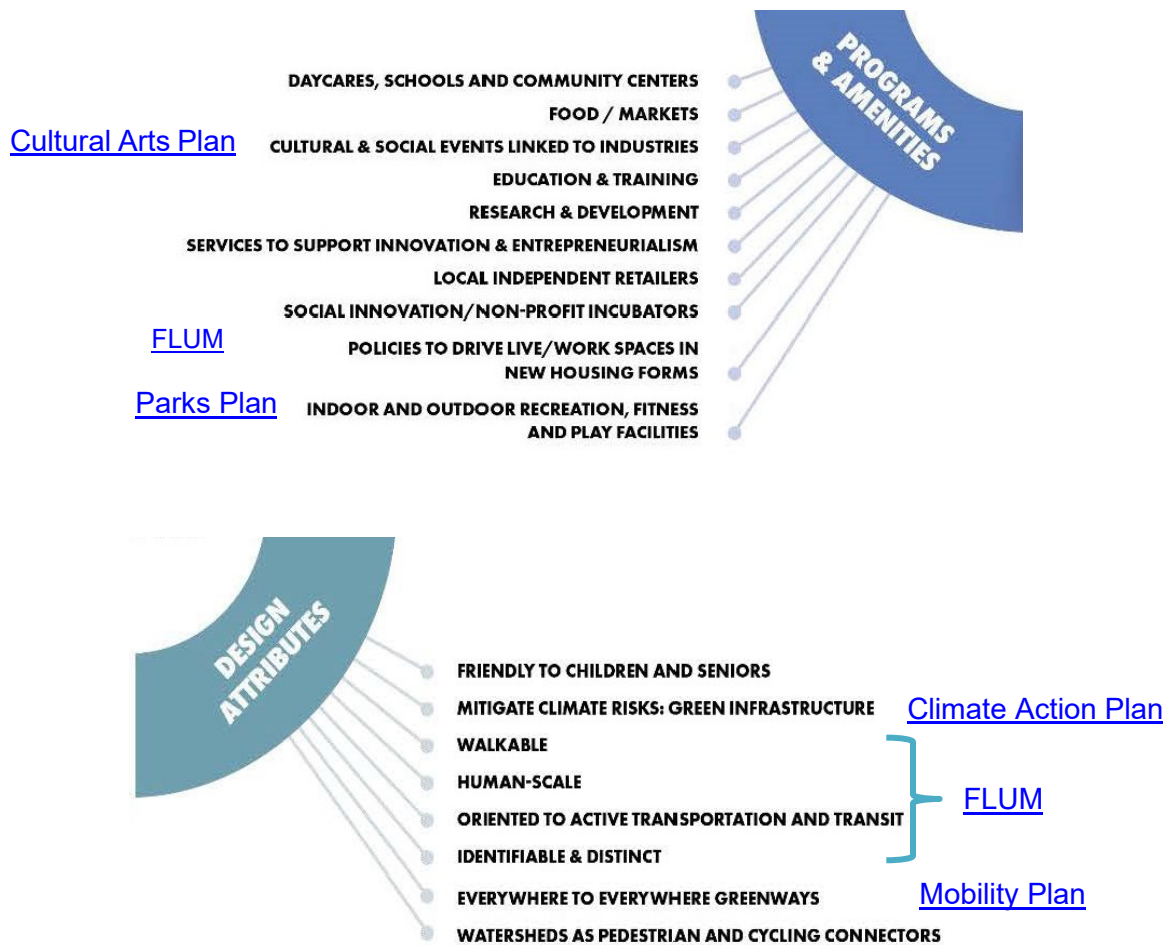 PROGRAMS
& AMENITIES
DAYCARES, SCHOOLS AND COMMUNITY CENTERS
FOOD / MARKETS
Cultural Arts Plan
CULTURAL & SOCIAL EVENTS LINKED TO INDUSTRIES
EDUCATION & TRAINING
RESEARCH & DEVELOPMENT
SERVICES TO SUPPORT INNOVATION & ENTREPRENEURIALISM
LOCAL INDEPENDENT RETAILERS
SOCIAL INNOVATION/NON-PROFIT INCUBATORS
FLUM
POLICIES TO DRIVE LIVE/WORK SPACES IN
NEW HOUSING FORMS
Parks Plan
INDOOR AND OUTDOOR RECREATION, FITNESS
AND PLAY FACILITIES
DESIGN
ATTRIBUTES
FRIENDLY TO CHILDREN AND SENIORS
MITIGATE CLIMATE RISKS: GREEN INFRASTRUCTURE
Climate Action Plan
WALKABLE
HUMAN-SCALE
FLUM
ORIENTED TO ACTIVE TRANSPORTATION AND TRANSIT
IDENTIFIABLE & DISTINCT
EVERYWHERE TO EVERYWHERE GREENWAYS
Mobility Plan
WATERSHEDS AS PEDESTRIAN AND CYCLING CONNECTORS